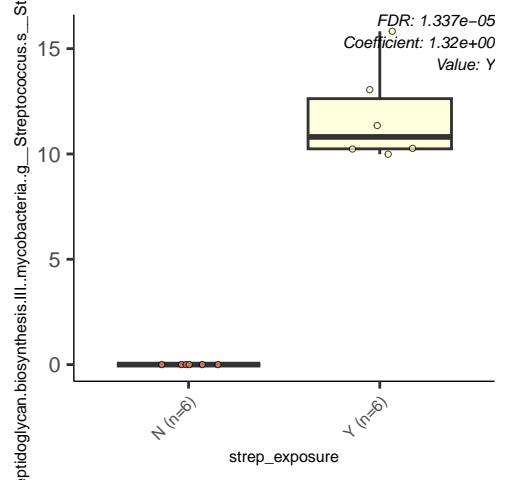 FDR: 1.337e−05
Coefficient: 1.32e+00
Value: Y
eptidoglycan.biosynthesis.III..mycobacteria..g__Streptococcus.s__St
15
10
5
0
N (n=6)
Y (n=6)
strep_exposure